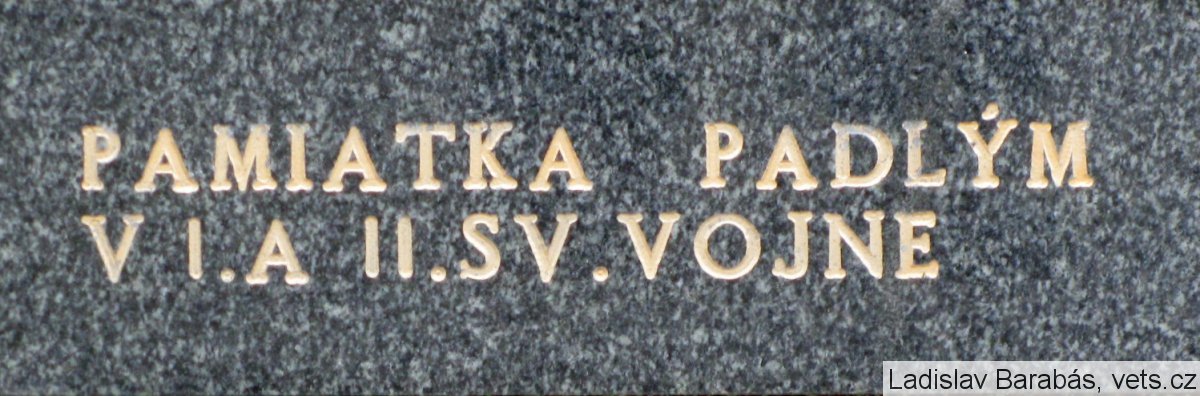 PAMIATKA PADLÝM
V I.A II.SV.VOJNE
Ladislav Barabás, vets.cz